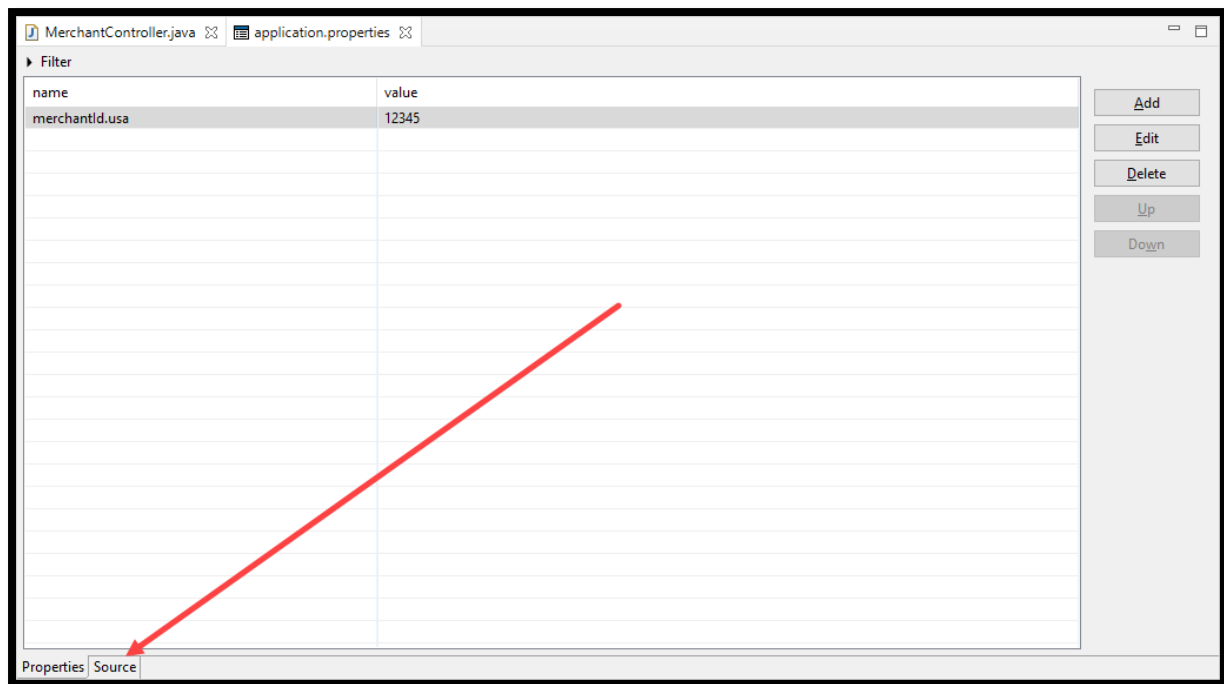 MerchantController.java application.properties
Filter
name value
merchantId.usa 12345
Add
Edit
Delete
Up
Down
Properties Source